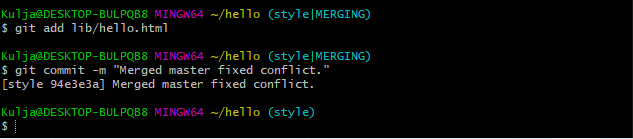 Kulja@DESKTOP-BULPQB8 MINGW64 ~/hello (style|MERGING)
$ git add lib/hello.html
Kulja@DESKTOP-BULPQB8 MINGW64 ~/hello (style|MERGING)
$ git commit -m "Merged master fixed conflict."
[style 94e3e3a] Merged master fixed conflict.
Kulja@DESKTOP-BULPQB8 MINGW64 ~/hello (style)
$